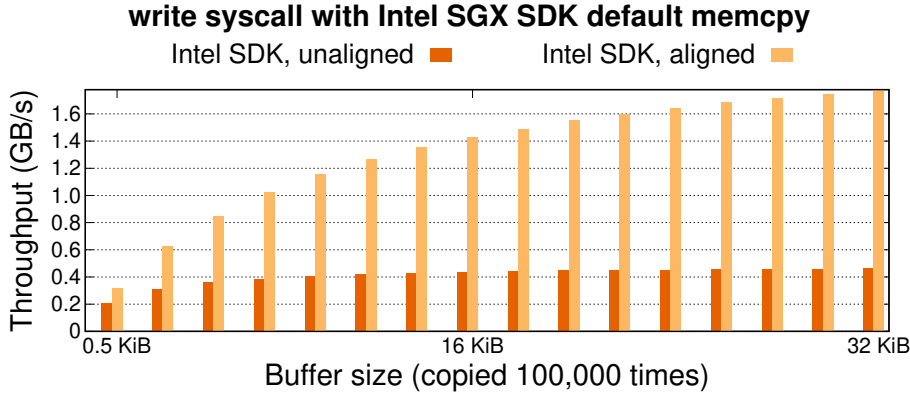 write syscall with Intel SGX SDK default memcpy
Intel SDK, unaligned
Intel SDK, aligned
Throughput (GB/s)
1.6
1.4
1.2
1.0
0.8
0.6
0.4
0.2
0
0.5 KiB
16 KiB
32 KiB
Buffer size (copied 100,000 times)